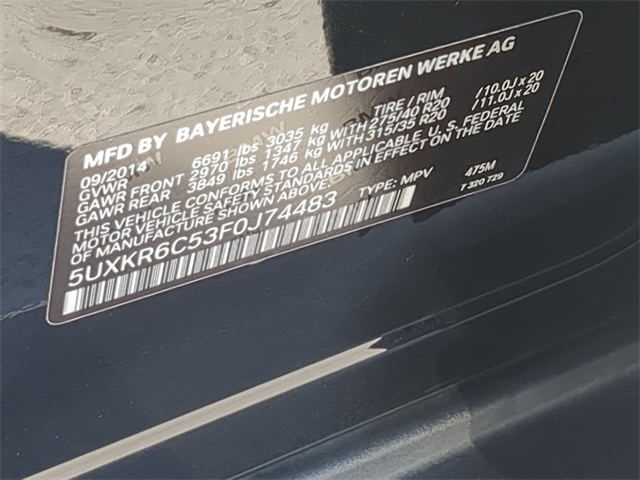 MFD BY BAYERISCHE MOTOREN WERKE AG
09/2014 TIRE / RIM
GVWR 6691 lbs 3035 kg
GAWR FRONT 2970 lbs 1347 kg WITH 275/40 R20 /10.0J x 20
GAWR REAR 3849 lbs 1746 kg WITH 315/35 R20 /11.0J x 20
THIS VEHICLE CONFORMS TO ALL APPLICABLE U.S. FEDERAL
MOTOR VEHICLE SAFETY STANDARDS IN EFFECT ON THE DATE
OF MANUFACTURE ABOVE.
5UXKR6C53F0J74483 TYPE: MPV 475M
7 320 729